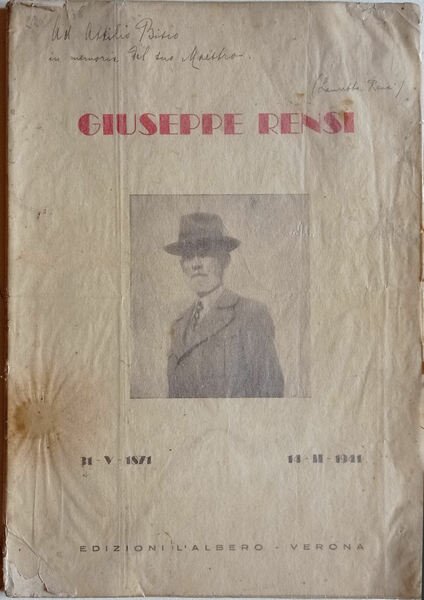 Ad Attilio Bisio
in memoria del suo Maestro.
(Lauretta Rensi)
GIUSEPPE RENSI
31-V-1871
14-II-1941
EDIZIONI L'ALBERO - VERONA